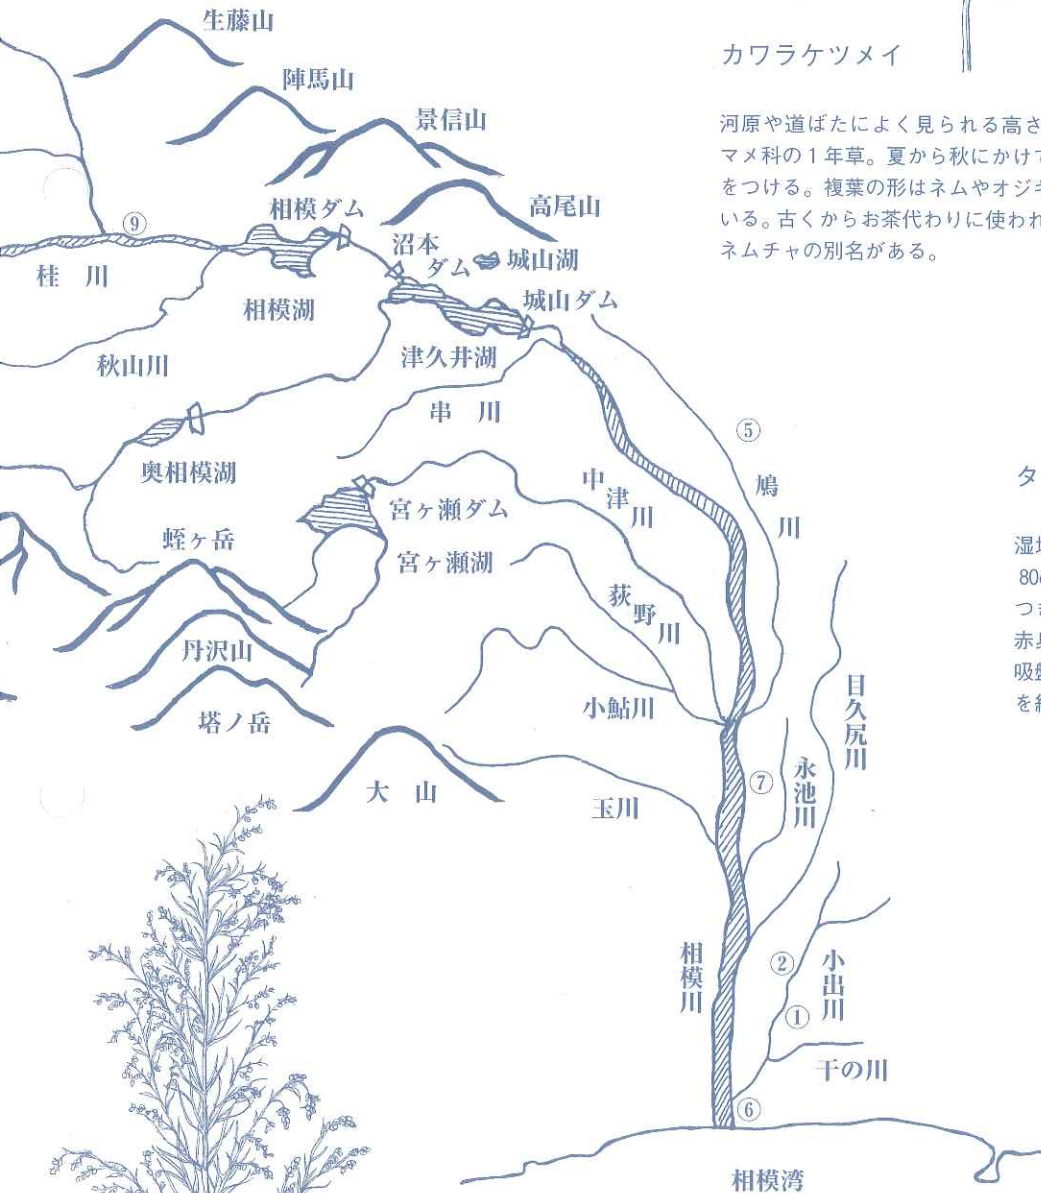 生藤山
陣馬山
景信山
高尾山
相模ダム
沼本
ダム
城山湖
城山ダム
⑨
桂 川
相模湖
秋山川
津久井湖
串 川
奥相模湖
宮ヶ瀬ダム
宮ヶ瀬湖
蛭ヶ岳
丹沢山
塔ノ岳
大 山
中津川
荻野川
小鮎川
玉川
⑤
鳩川
目久尻川
⑦
永池川
相模川
②
小出川
①
千の川
⑥
相模湾
カワラケツメイ
河原や道ばたによく見られる高さ
マメ科の1年草。夏から秋にかけて
をつける。複葉の形はネムやオジギ
いる。古くからお茶代わりに使われ
ネムチャの別名がある。
タ
湿地
80c
つき
赤
吸盤
を